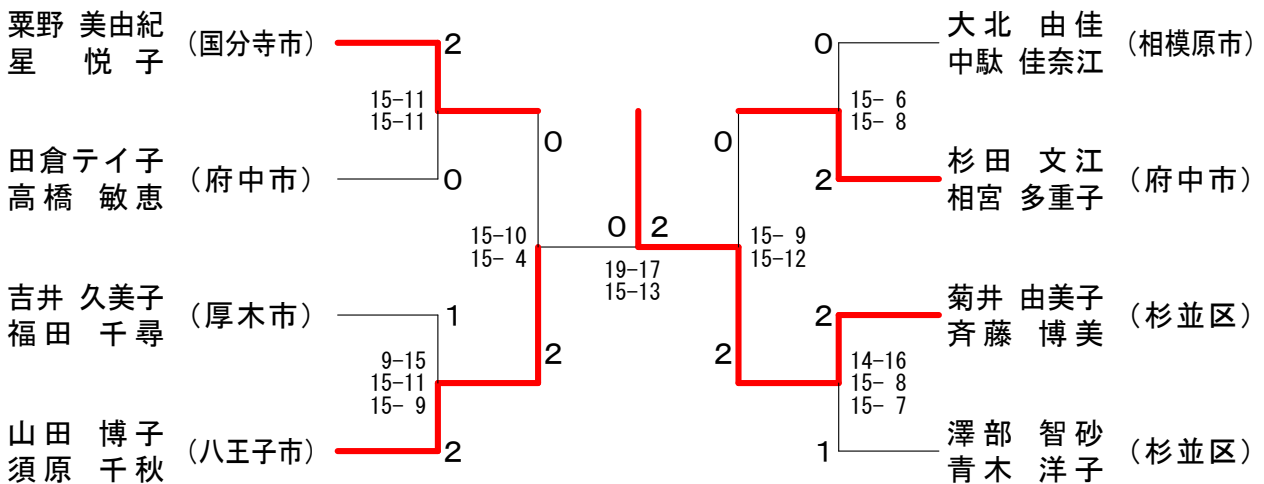 粟野 美由紀
星 悦子
(国分寺市)
2
15-11
15-11
田倉テイ子
高橋 敏恵
(府中市)
0
0
15-10
15- 4
吉井 久美子
福田 千尋
(厚木市)
1
9-15
15-11
15- 9
2
山田 博子
須原 千秋
(八王子市)
2
0 2
19-17
15-13
大北 由佳
中駄 佳奈江
(相模原市)
0
15- 6
15- 8
0
杉田 文江
相宮 多重子
(府中市)
2
15- 9
15-12
菊井 由美子
斉藤 博美
(杉並区)
2
14-16
15- 8
15- 7
2
澤部 智砂
青木 洋子
(杉並区)
1